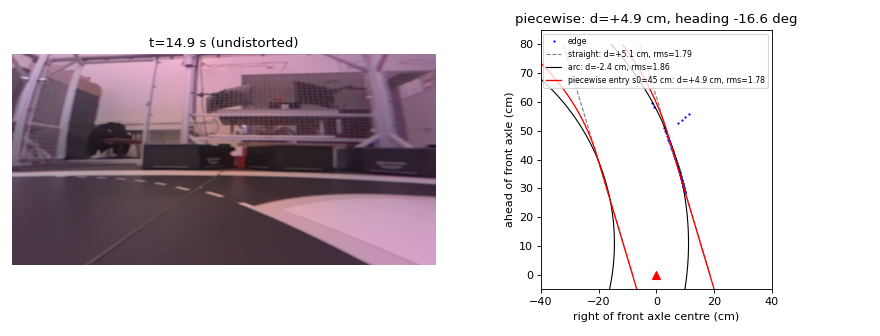 t=14.9 s (undistorted)
piecewise: d=+4.9 cm, heading -16.6 deg
edge
straight: d=+5.1 cm, rms=1.79
arc: d=-2.4 cm, rms=1.86
piecewise entry s0=45 cm: d=+4.9 cm, rms=1.78
80
70
60
50
40
30
20
10
0
ahead of front axle (cm)
−40
−20
0
20
40
right of front axle centre (cm)